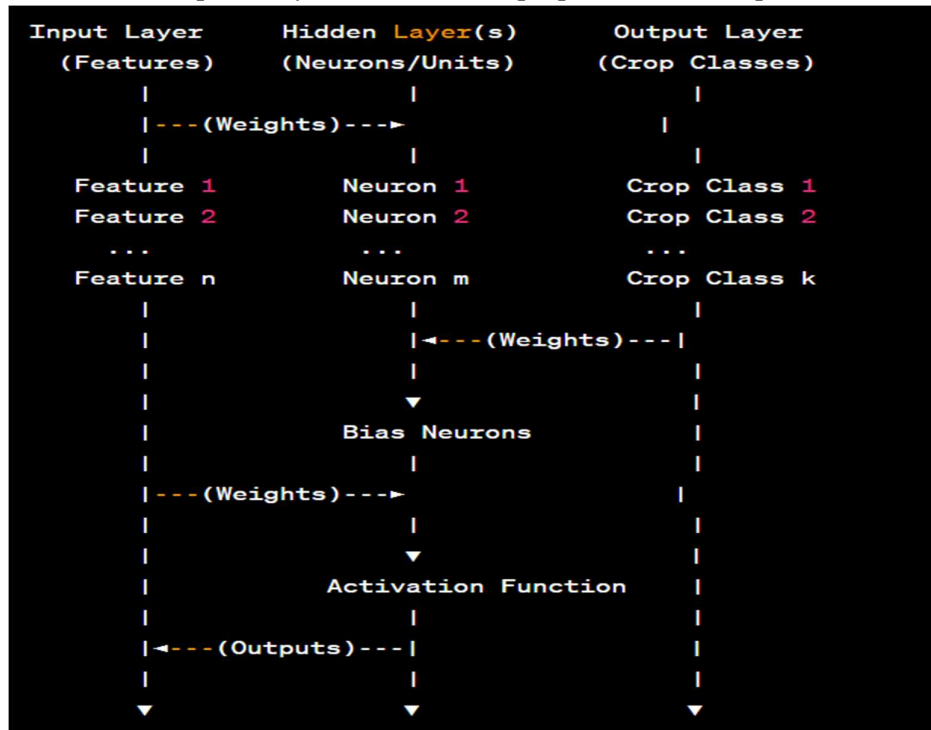 Input Layer Hidden Layer(s) Output Layer
(Features) (Neurons/Units) (Crop Classes)
| | |
|---(Weights)---► |
| | |
Feature 1 Neuron 1 Crop Class 1
Feature 2 Neuron 2 Crop Class 2
... ... ...
Feature n Neuron m Crop Class k
| | |
| |◄---(Weights)---|
| | |
| ▼ |
| Bias Neurons |
| | |
|---(Weights)---► |
| | |
| ▼ |
| Activation Function |
| | |
|◄---(Outputs)---| |
| | |
▼ ▼ ▼